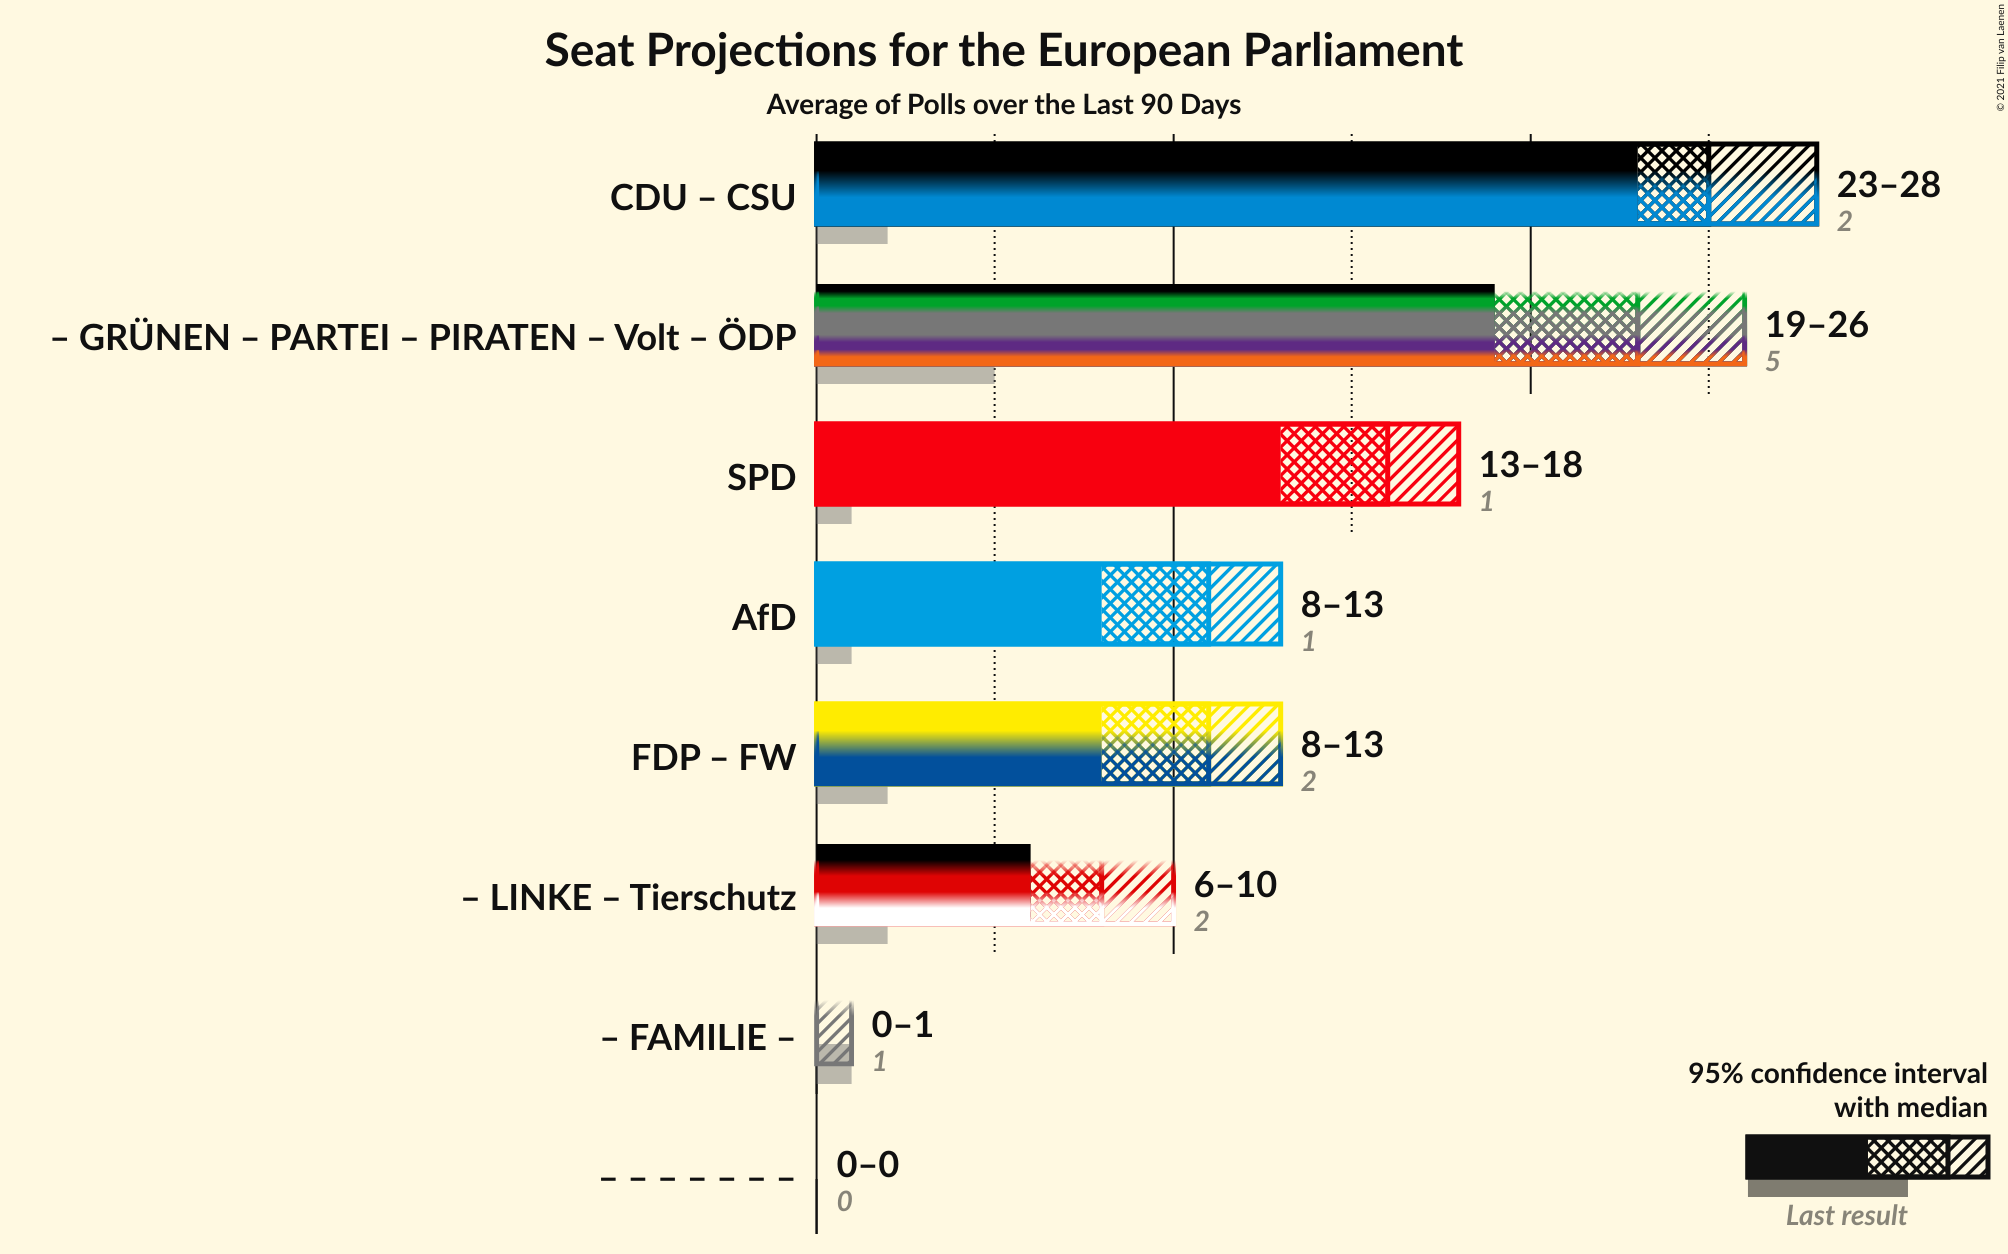 Seat Projections for the European Parliament
Average of Polls over the Last 90 Days
© 2021 Filip van Laenen
CDU – CSU
23–28
2
– GRÜNEN – PARTEI – PIRATEN – Volt – ÖDP
19–26
5
SPD
13–18
1
AfD
8–13
1
FDP – FW
8–13
2
– LINKE – Tierschutz
6–10
2
– FAMILIE –
0–1
1
– – – – – – –
0–0
0
95% confidence interval
with median
Last result